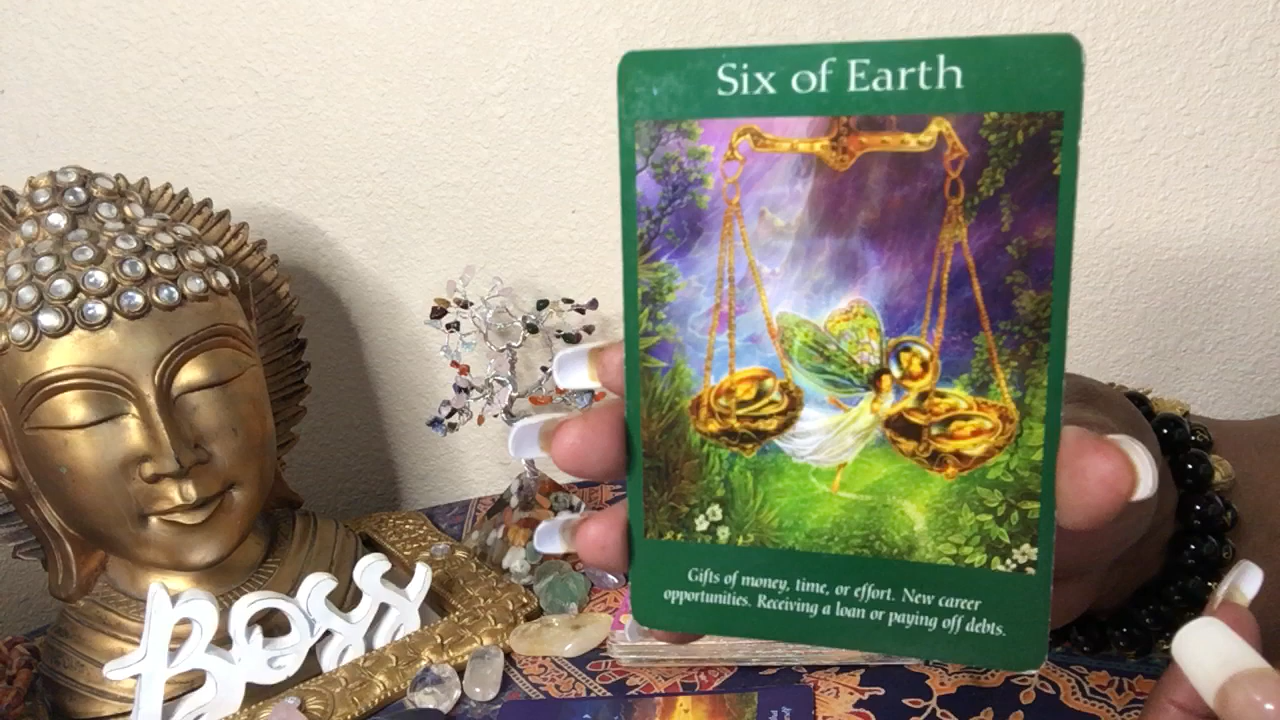 Six of Earth
Gifts of money, time, or effort. New career
opportunities. Receiving a loan or paying off debts.
Boss